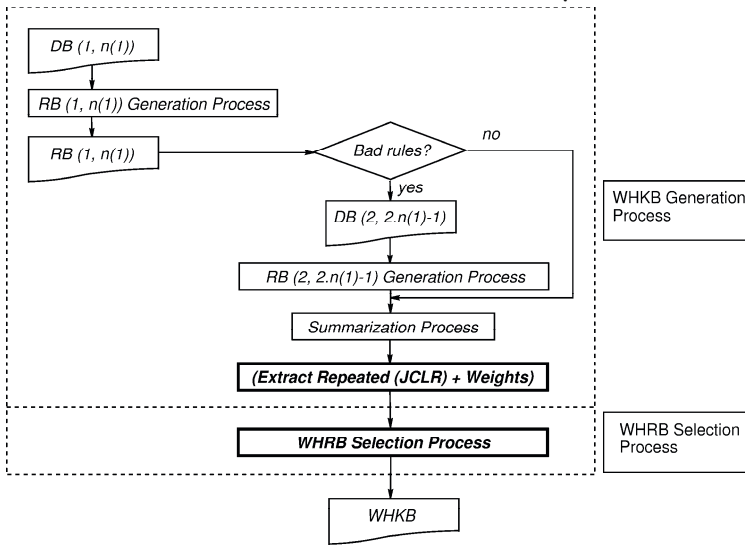 DB (1, n(1))
RB (1, n(1)) Generation Process
RB (1, n(1))
Bad rules?
no
yes
DB (2, 2.n(1)-1)
RB (2, 2.n(1)-1) Generation Process
Summarization Process
(Extract Repeated (JCLR) + Weights)
WHKB Generation
Process
WHRB Selection Process
WHRB Selection
Process
WHKB